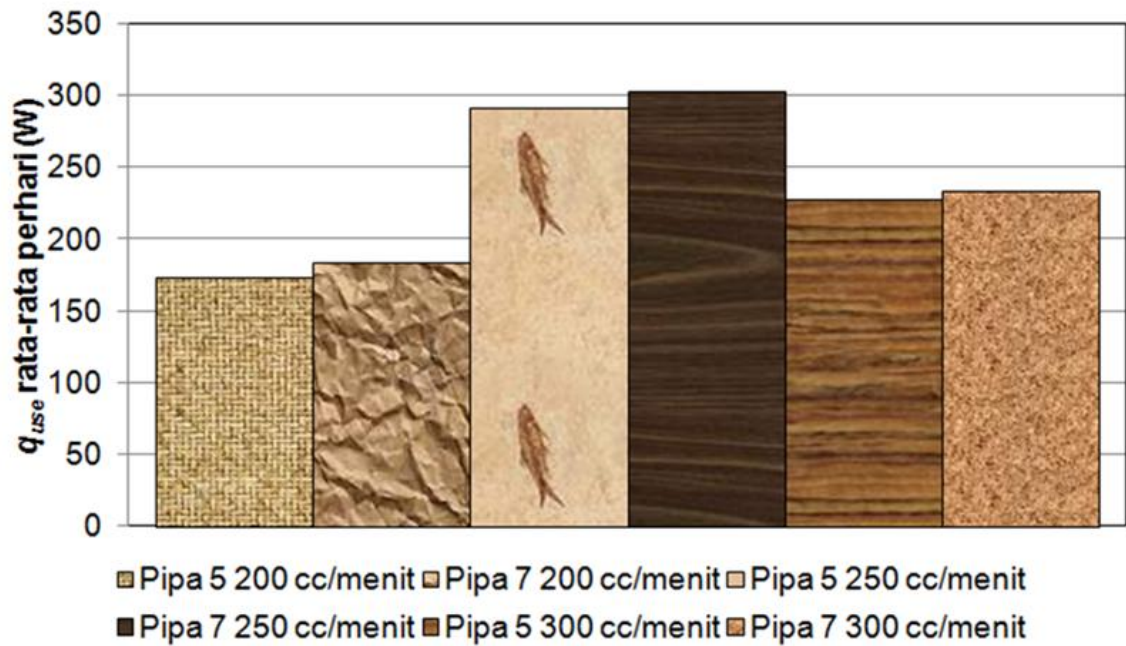 350
300
250
200
150
100
50
0
q use rata-rata perhari (W)
Pipa 5 200 cc/menit Pipa 7 200 cc/menit Pipa 5 250 cc/menit
Pipa 7 250 cc/menit Pipa 5 300 cc/menit Pipa 7 300 cc/menit